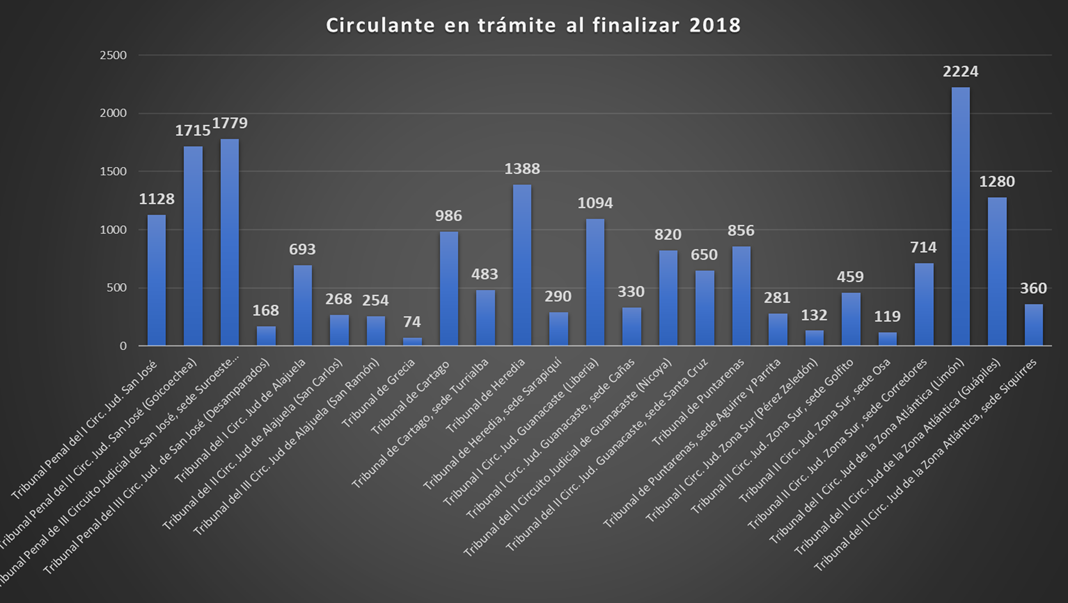 Circulante en trámite al finalizar 2018
2500
2000
1500
1000
500
0
1128
1715
1779
168
693
268
254
74
986
483
1388
290
1094
330
820
650
856
281
132
459
119
714
2224
1280
360
Tribunal Penal del I Circ. Jud. San José
Tribunal Penal del II Circ. Jud. San José (Goicoechea)
Tribunal Penal de III Circuito Judicial de San José, sede Suroeste...
Tribunal Penal del III Circ. Jud. de San José (Desamparados)
Tribunal del I Circ. Jud de Alajuela
Tribunal del II Circ. Jud de Alajuela (San Carlos)
Tribunal del III Circ. Jud de Alajuela (San Ramón)
Tribunal de Grecia
Tribunal de Cartago
Tribunal de Cartago, sede Turrialba
Tribunal de Heredia
Tribunal de Heredia, sede Sarapiquí
Tribunal I Circ. Jud. Guanacaste (Liberia)
Tribunal I Circ. Jud. Guanacaste, sede Cañas
Tribunal del II Circuito Judicial de Guanacaste (Nicoya)
Tribunal del II Circ. Jud. Guanacaste, sede Santa Cruz
Tribunal de Puntarenas
Tribunal de Puntarenas, sede Aguirre y Parrita
Tribunal I Circ. Jud. Zona Sur (Pérez Zeledón)
Tribunal II Circ. Jud. Zona Sur, sede Golfito
Tribunal II Circ. Jud. Zona Sur, sede Osa
Tribunal II Circ. Jud. Zona Sur, sede Corredores
Tribunal del I Circ. Jud de la Zona Atlántica (Limón)
Tribunal del II Circ. Jud de la Zona Atlántica (Guápiles)
Tribunal del II Circ. Jud de la Zona Atlántica, sede Siquirres